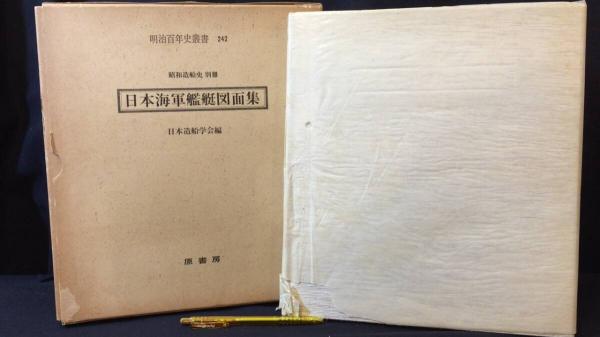 明治百年史叢書 242
昭和造船史 別冊
日本海軍艦艇図面集
日本造船学会編
原書房